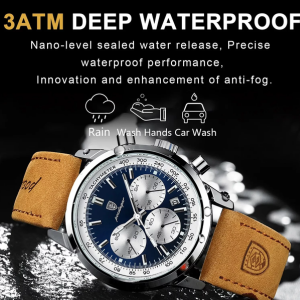 3ATM DEEP WATERPROOF
Nano-level sealed water release, Precise
waterproof performance,
Innovation and enhancement of anti-fog.
Rain Wash Hands Car Wash